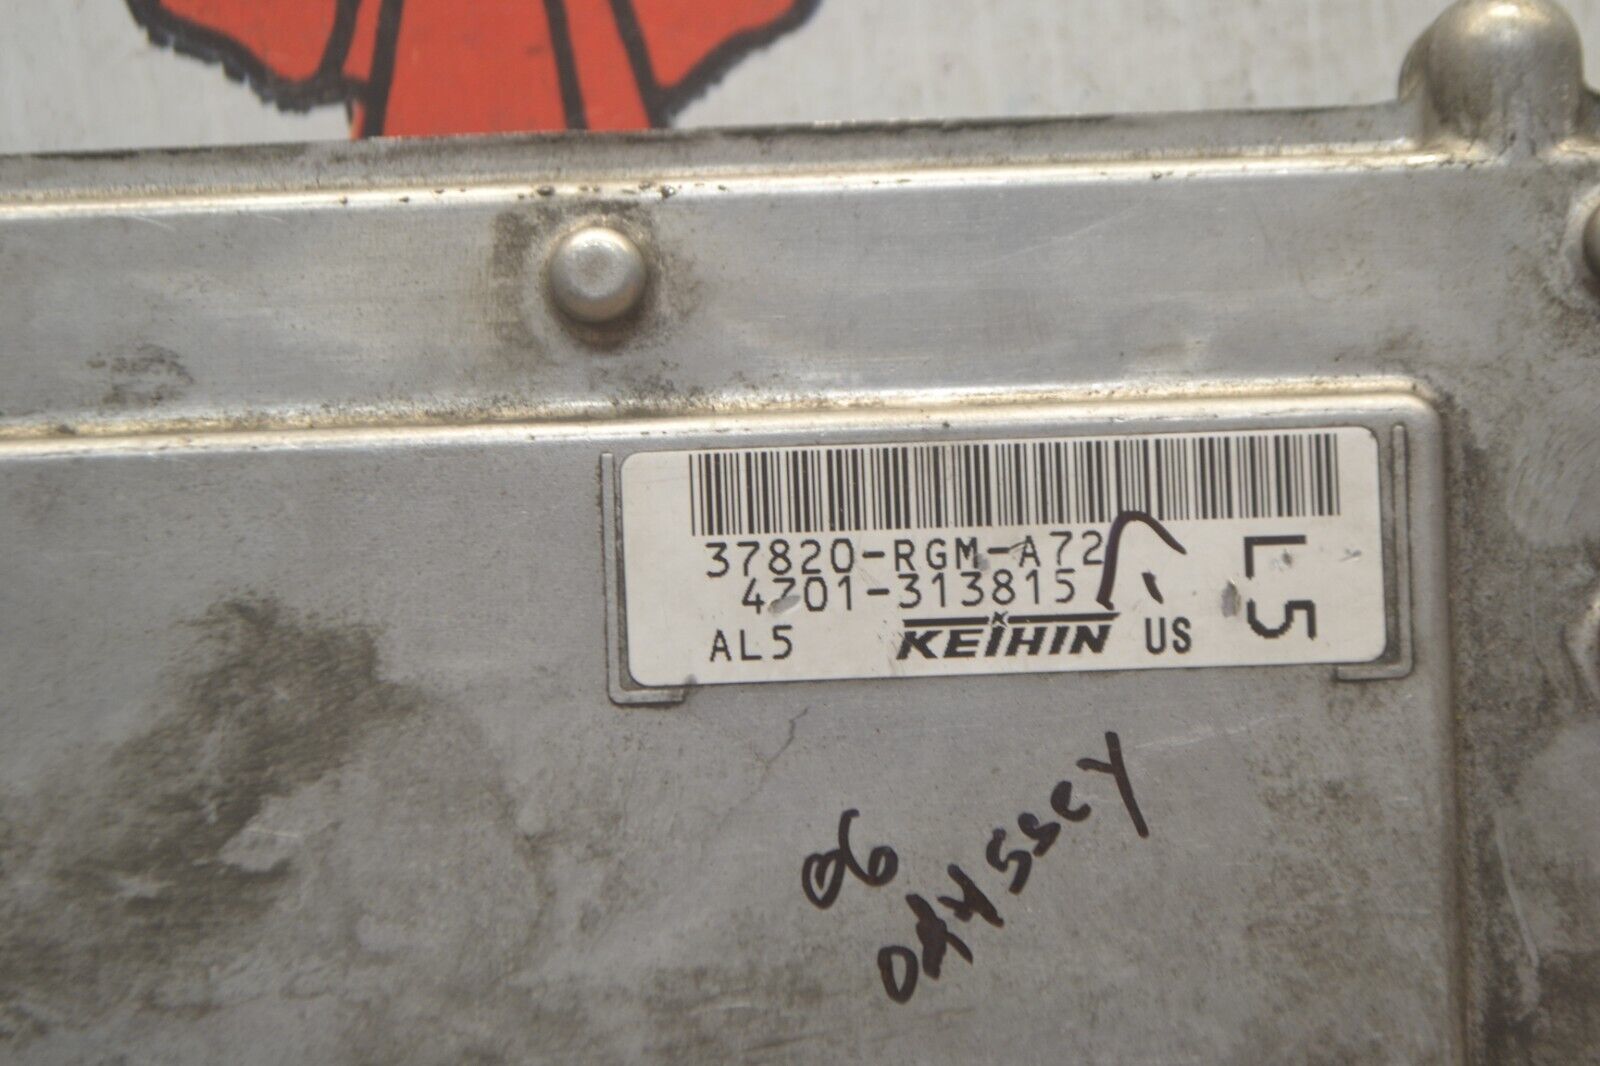 37820-RGM-A72
4701-313815
AL5 KEIHIN US
L5
06
Odyssey